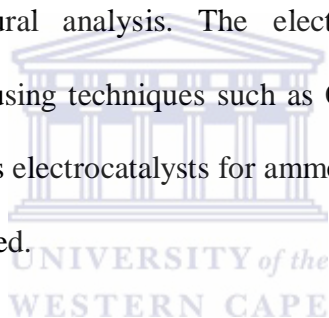 ural analysis. The elect
using techniques such as
s electrocatalysts for ammo
ed.
UNIVERSITY of the
WESTERN CAPE